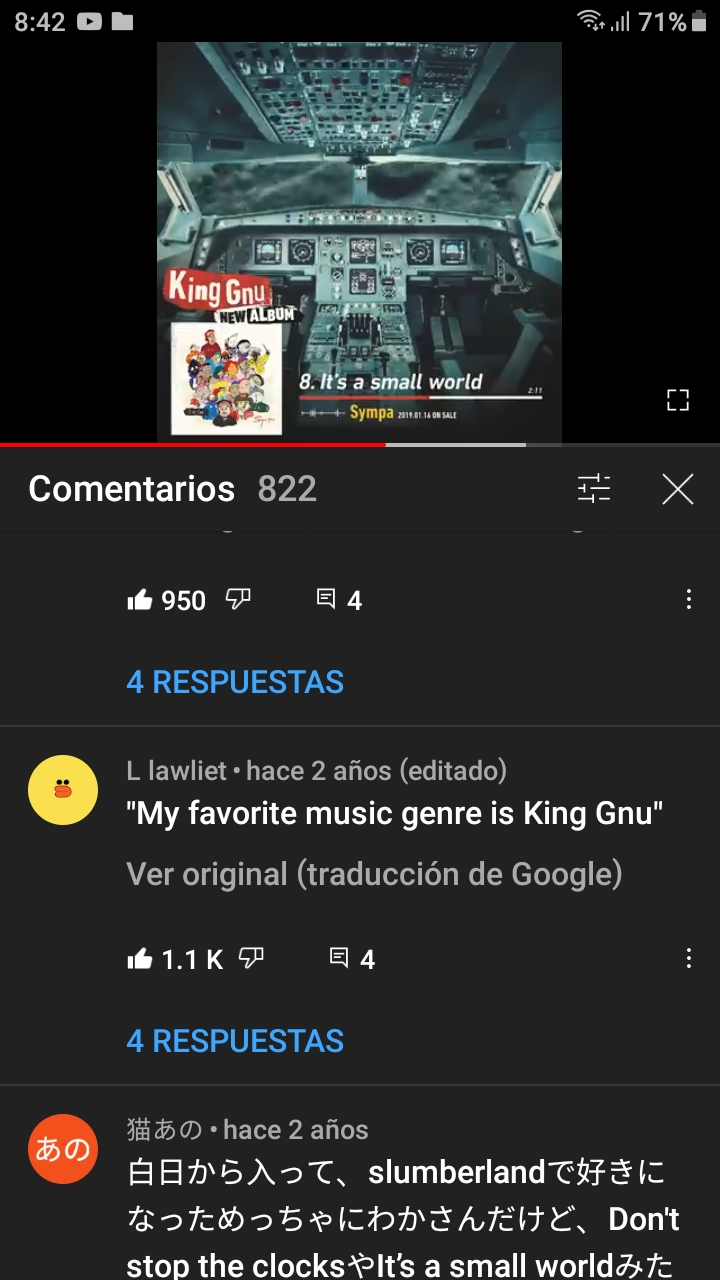 8:42
71%
King Gnu
NEW ALBUM
8. It's a small world
2:11
Sympa 2019.01.16 ON SALE
Comentarios 822
950
4
4 RESPUESTAS
L lawliet • hace 2 años (editado)
"My favorite music genre is King Gnu"
Ver original (traducción de Google)
1.1 K
4
4 RESPUESTAS
あの
猫あの • hace 2 años
白日から入って、slumberlandで好きに
なっためっちゃにわかさんだけど、Don't
stop the clocksやIt’s a small worldみた